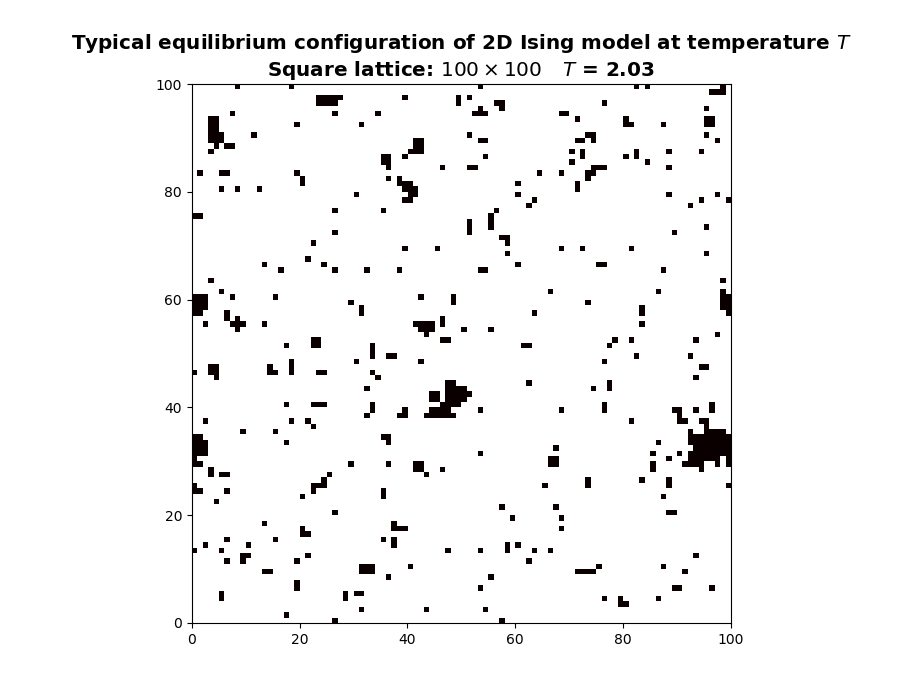 Typical equilibrium configuration of 2D Ising model at temperature T
Square lattice: 100 × 100 T = 2.03
100
80
60
40
20
0
0 20 40 60 80 100